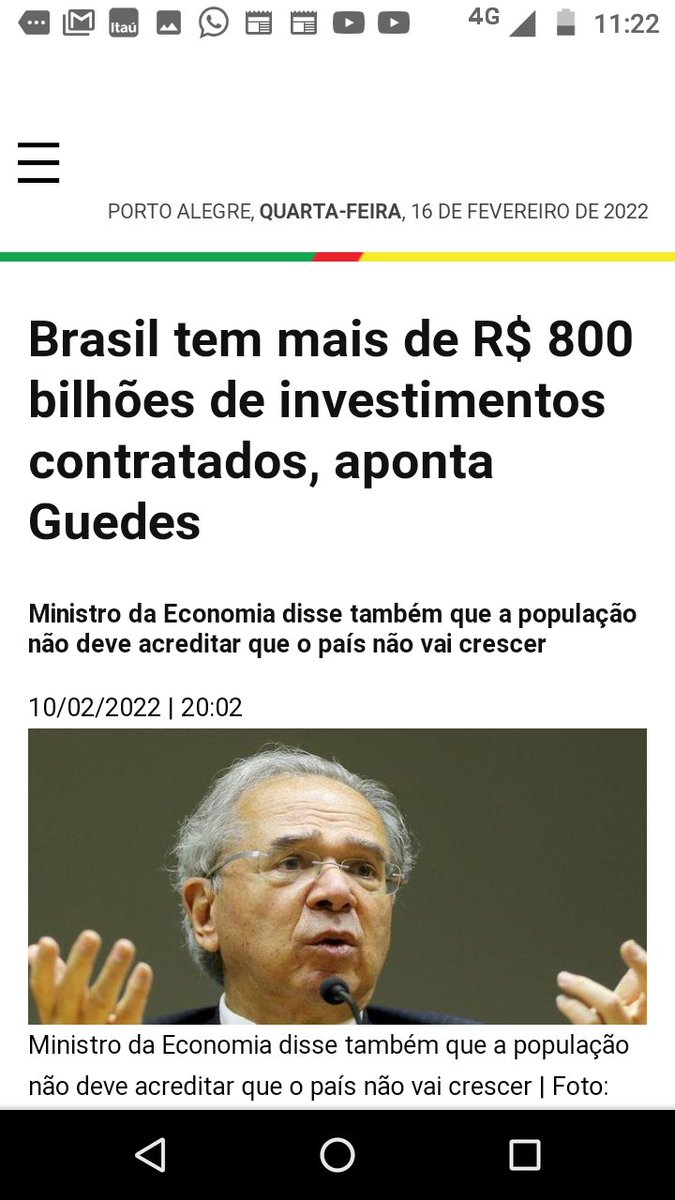 4G 11:22
Itaú
PORTO ALEGRE, QUARTA-FEIRA, 16 DE FEVEREIRO DE 2022
Brasil tem mais de R$ 800
bilhões de investimentos
contratados, aponta
Guedes
Ministro da Economia disse também que a população
não deve acreditar que o país não vai crescer
10/02/2022 | 20:02
Ministro da Economia disse também que a população
não deve acreditar que o país não vai crescer | Foto: